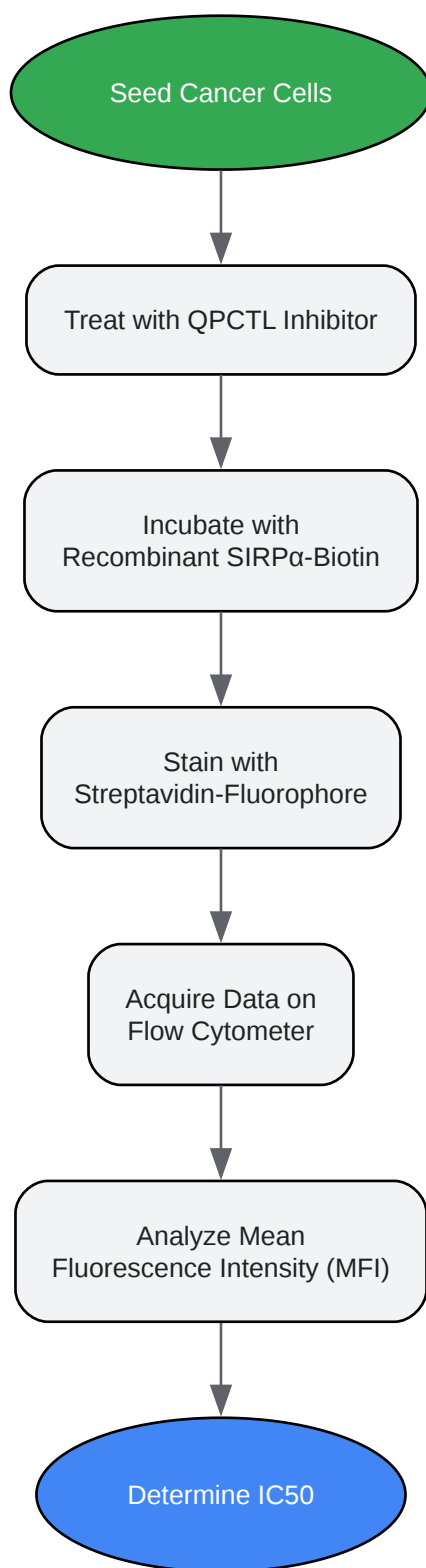 Seed Cancer Cells
Treat with QPCTL Inhibitor
Incubate with
Recombinant SIRPα-Biotin
Stain with
Streptavidin-Fluorophore
Acquire Data on
Flow Cytometer
Analyze Mean
Fluorescence Intensity (MFI)
Determine IC50